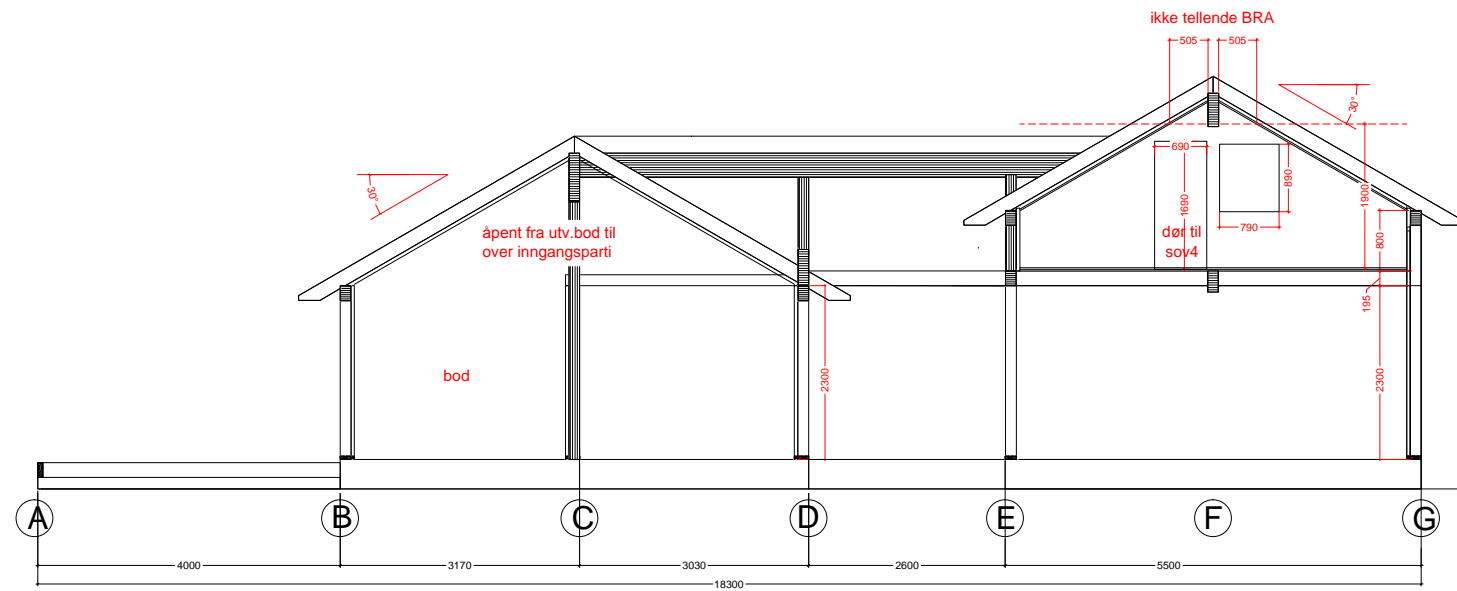 ikke tellende BRA
505
505
30°
30°
690
890
1690
1900
790
800
åpent fra utv.bod til
over inngangsparti
dør til
sov4
195
bod
2300
2300
A
B
C
D
E
F
G
4000
3170
3030
2600
5500
18300